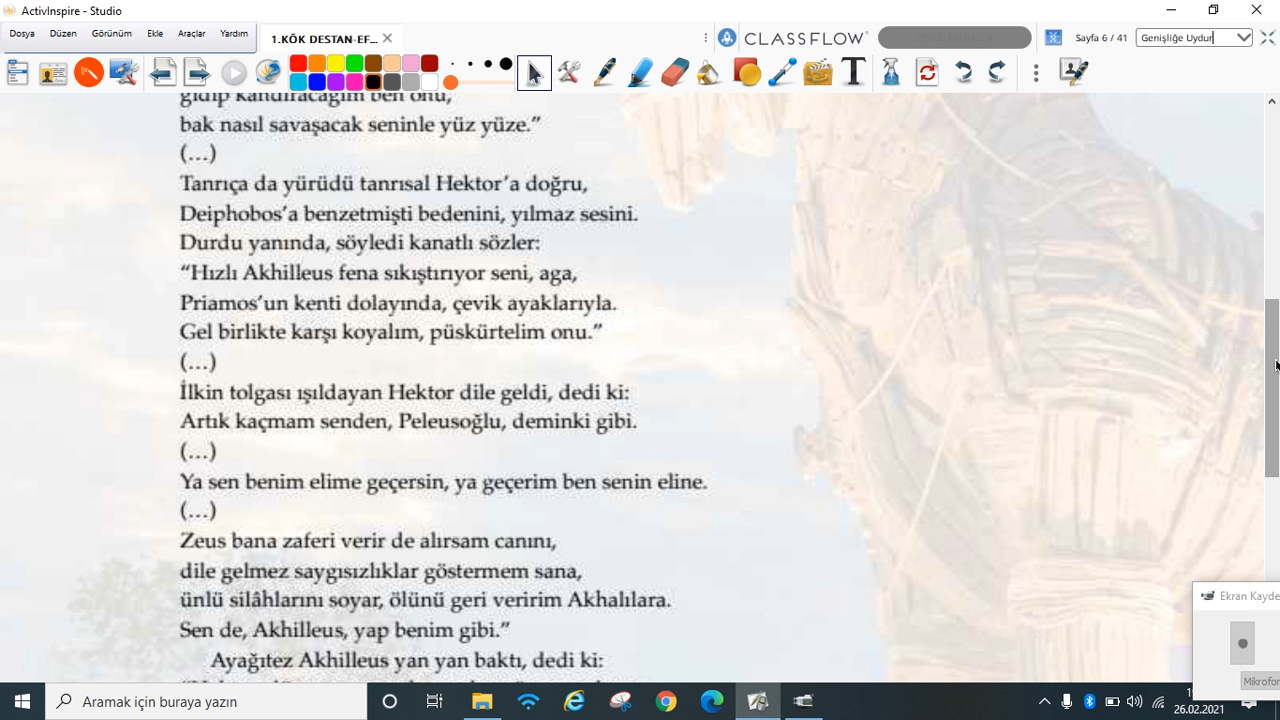 ActivInspire - Studio
Dosya Düzen Görünüm Ekle Araçlar Yardım
1.KÖK DESTAN-EF...
CLASSFLOW
Sayfa 6 / 41
Genişliğe Uydur
gidip kandıracağım ben onu,
bak nasıl savaşacak seninle yüz yüze.”
(…)
Tanrıça da yürüdü tanrısal Hektor’a doğru,
Deiphobos’a benzetmişti bedenini, yılmaz sesini.
Durdu yanında, söyledi kanatlı sözler:
“Hızlı Akhilleus fena sıkıştırıyor seni, aga,
Priamos’un kenti dolayında, çevik ayaklarıyla.
Gel birlikte karşı koyalım, püskürtelim onu.”
(…)
İlkin tolgası ışıldayan Hektor dile geldi, dedi ki:
Artık kaçmam senden, Peleusoğlu, deminki gibi.
(…)
Ya sen benim elime geçersin, ya geçerim ben senin eline.
(…)
Zeus bana zaferi verir de alırsam canını,
dile gelmez saygısızlıklar göstermem sana,
ünlü silâhlarını soyar, ölünü geri veririm Akhalılara.
Sen de, Akhilleus, yap benim gibi.”
Ayağıtez Akhilleus yan yan baktı, dedi ki:
Ekran Kayde
Mikrofor
Aramak için buraya yazın
26.02.2021